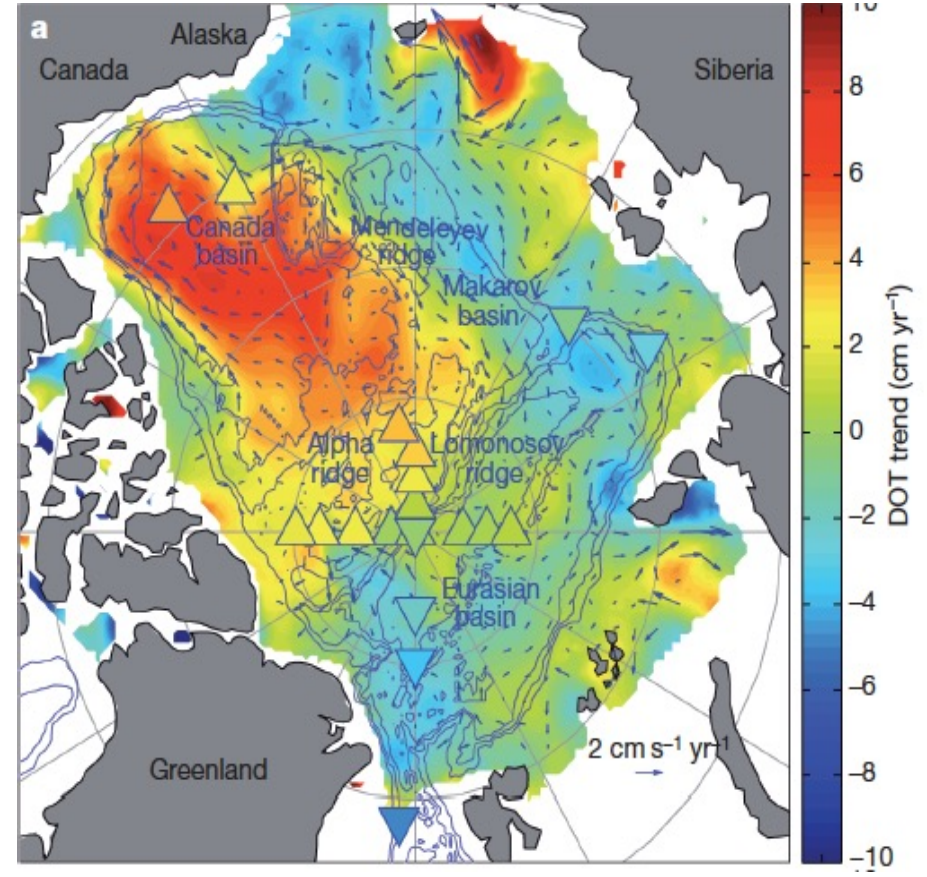 a
Alaska
Canada
Siberia
Canada
basin
Mendeleyev
ridge
Makarov
basin
Alpha
ridge
Lomonosov
ridge
Eurasian
basin
Greenland
2 cm s–1 yr–1
10
8
6
4
2
0
–2
–4
–6
–8
–10
DOT trend (cm yr–1)